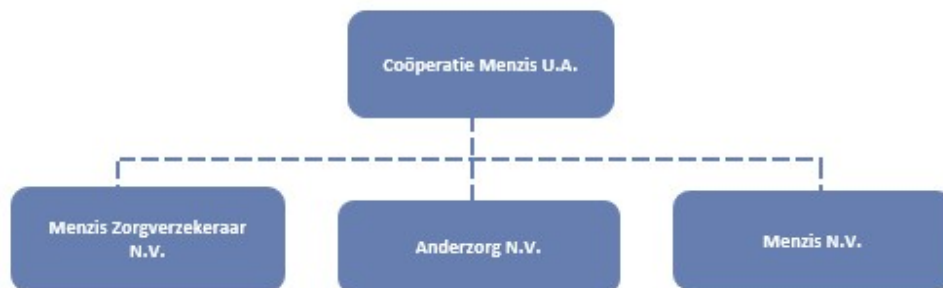 Coöperatie Menzis U.A.
Menzis Zorgverzekeraar
N.V.
Anderzorg N.V.
Menzis N.V.